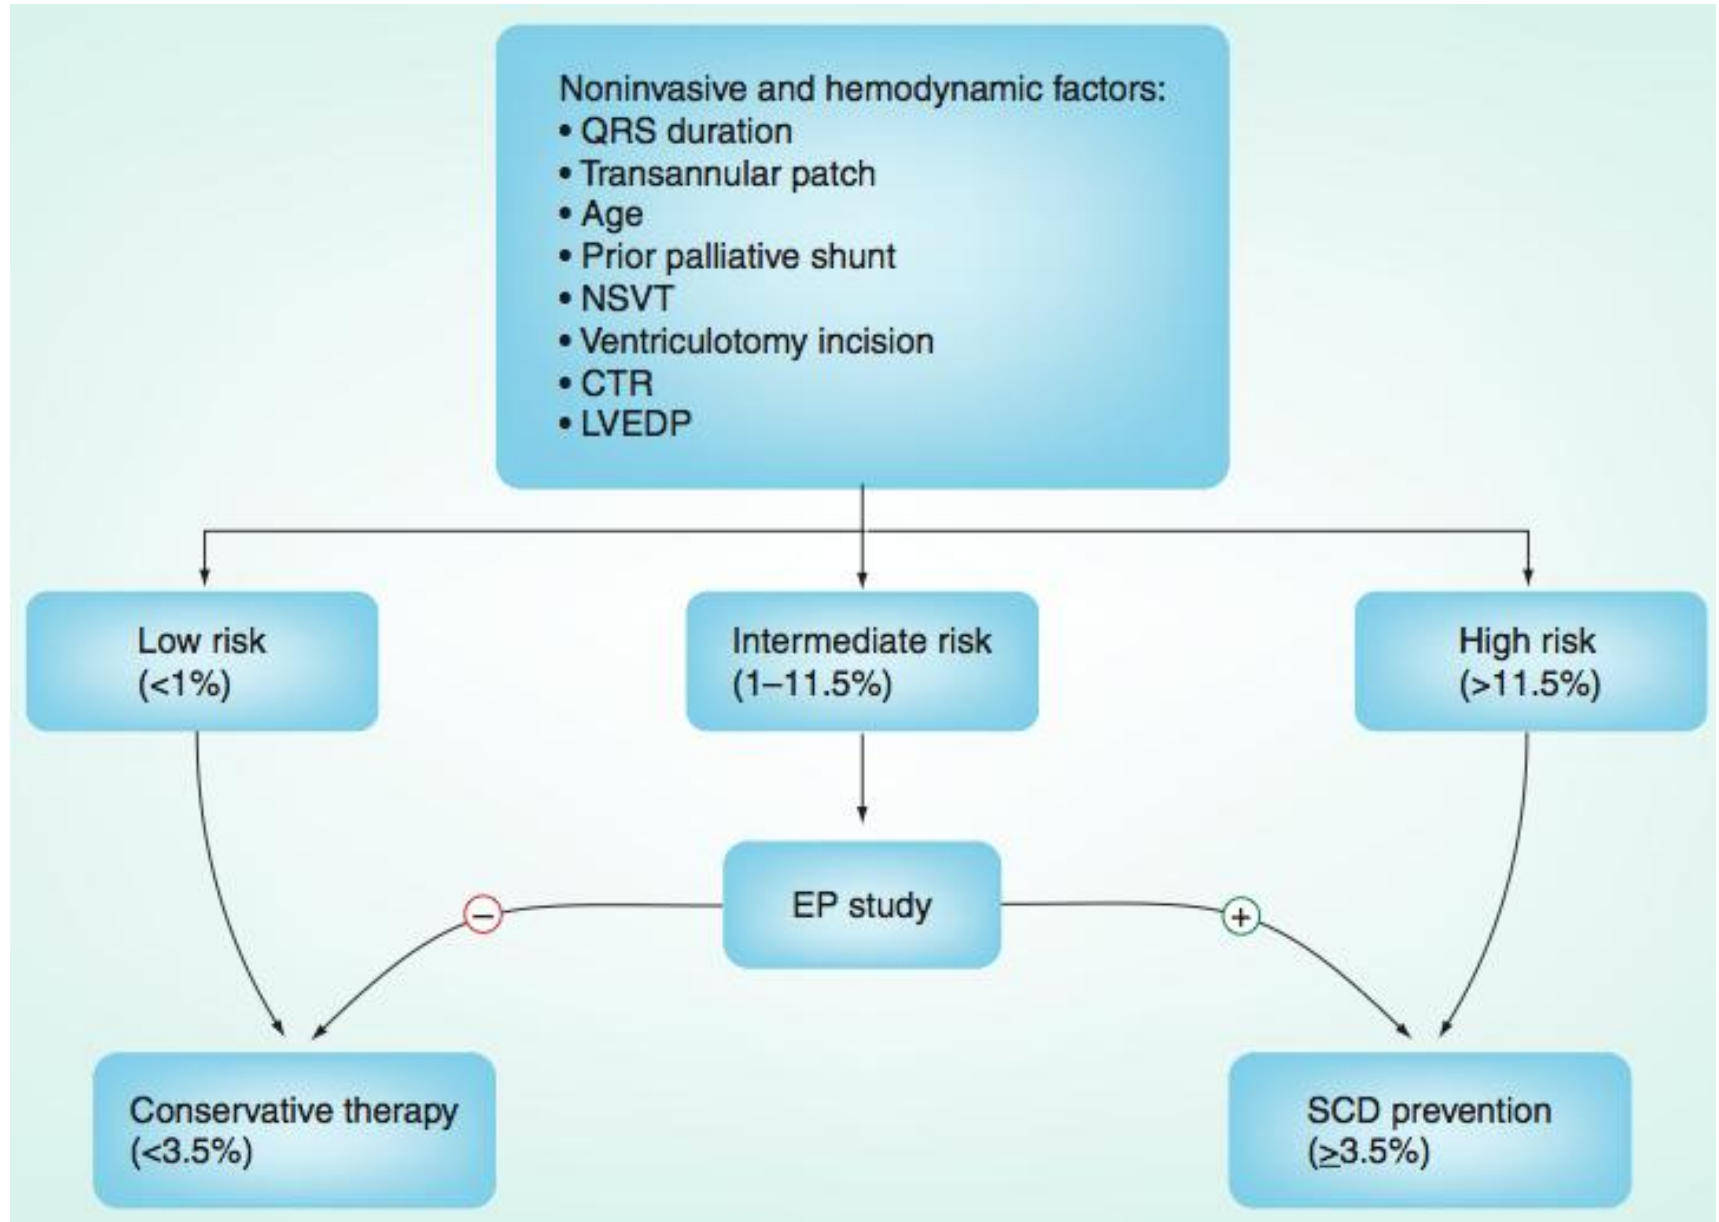 Noninvasive and hemodynamic factors:
• QRS duration
• Transannular patch
• Age
• Prior palliative shunt
• NSVT
• Ventriculotomy incision
• CTR
• LVEDP
Low risk
(<1%)
Intermediate risk
(1–11.5%)
High risk
(>11.5%)
EP study
−
+
Conservative therapy
(<3.5%)
SCD prevention
(≥3.5%)